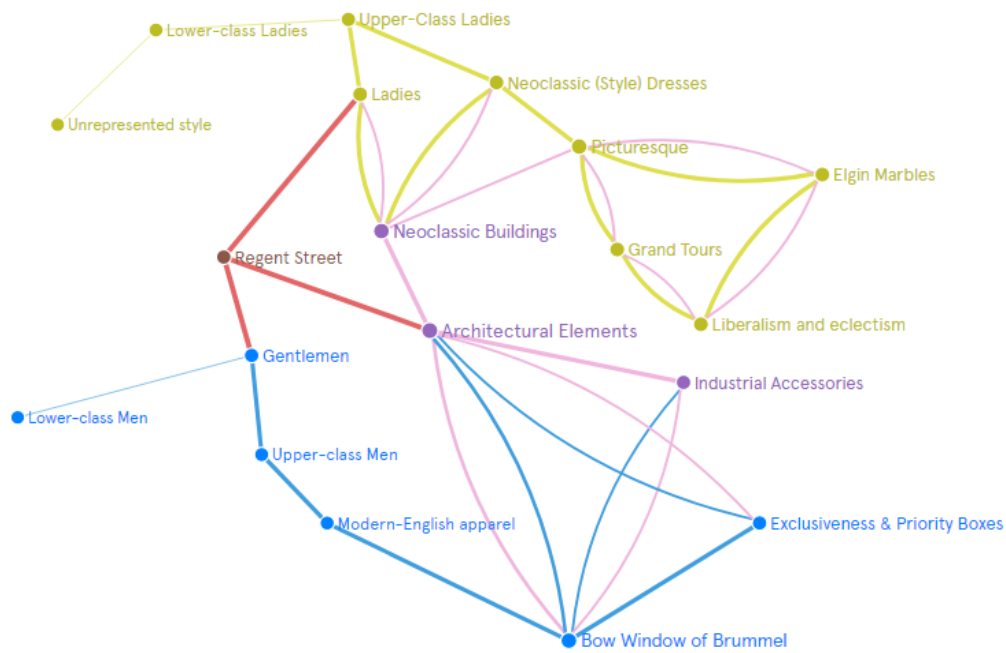 Upper-Class Ladies
Lower-class Ladies
Neoclassic (Style) Dresses
Ladies
Unrepresented style
Picturesque
Elgin Marbles
Neoclassic Buildings
Grand Tours
Regent Street
Liberalism and eclectism
Architectural Elements
Gentlemen
Industrial Accessories
Lower-class Men
Upper-class Men
Modern-English apparel
Exclusiveness & Priority Boxes
Bow Window of Brummel